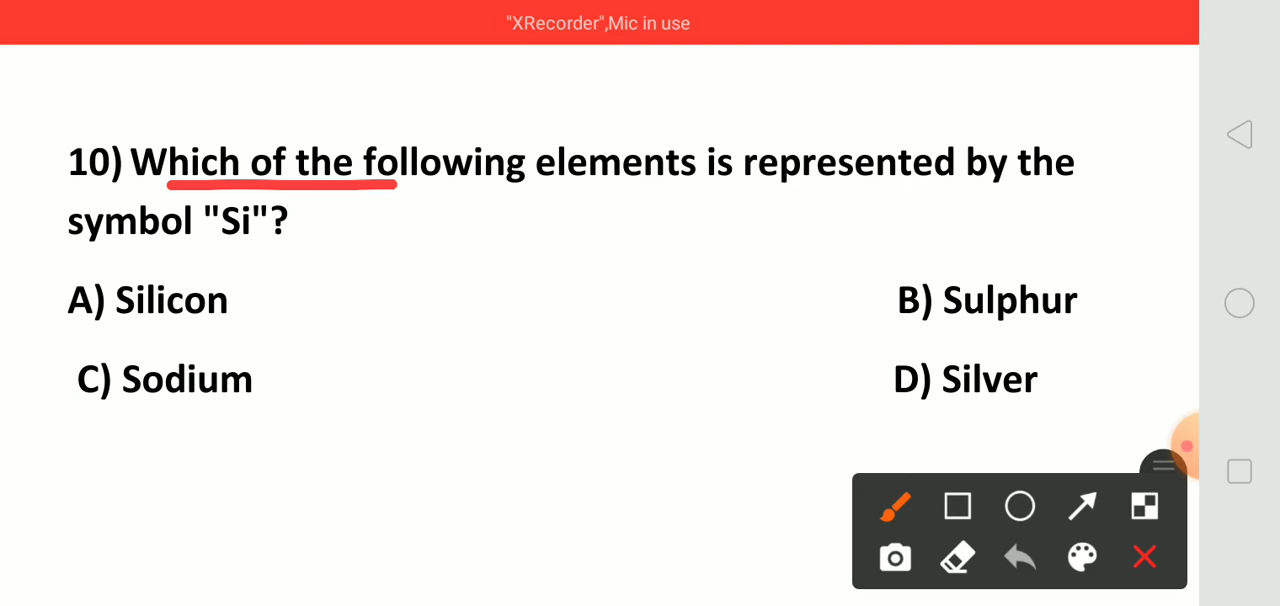 "XRecorder",Mic in use
10) Which of the following elements is represented by the
symbol "Si"?
A) Silicon B) Sulphur
C) Sodium D) Silver